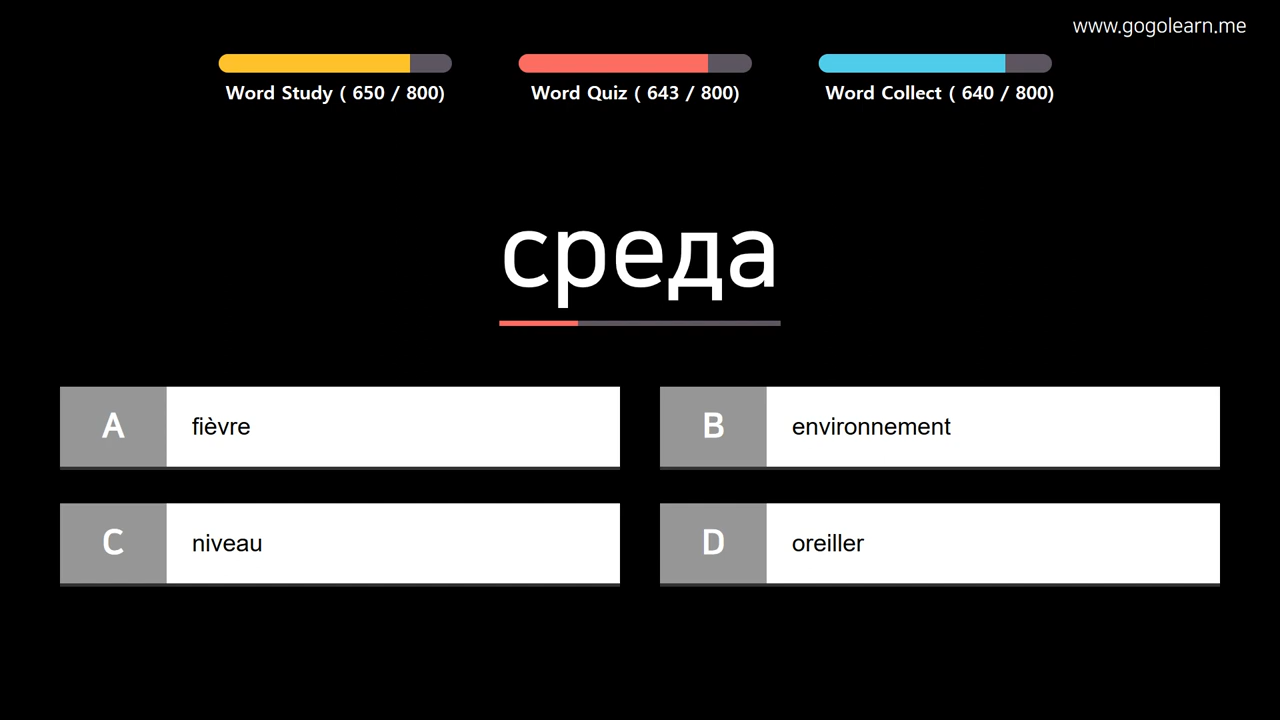 www.gogolearn.me
Word Study ( 650 / 800)
Word Quiz ( 643 / 800)
Word Collect ( 640 / 800)
среда
A fièvre
B environnement
C niveau
D oreiller